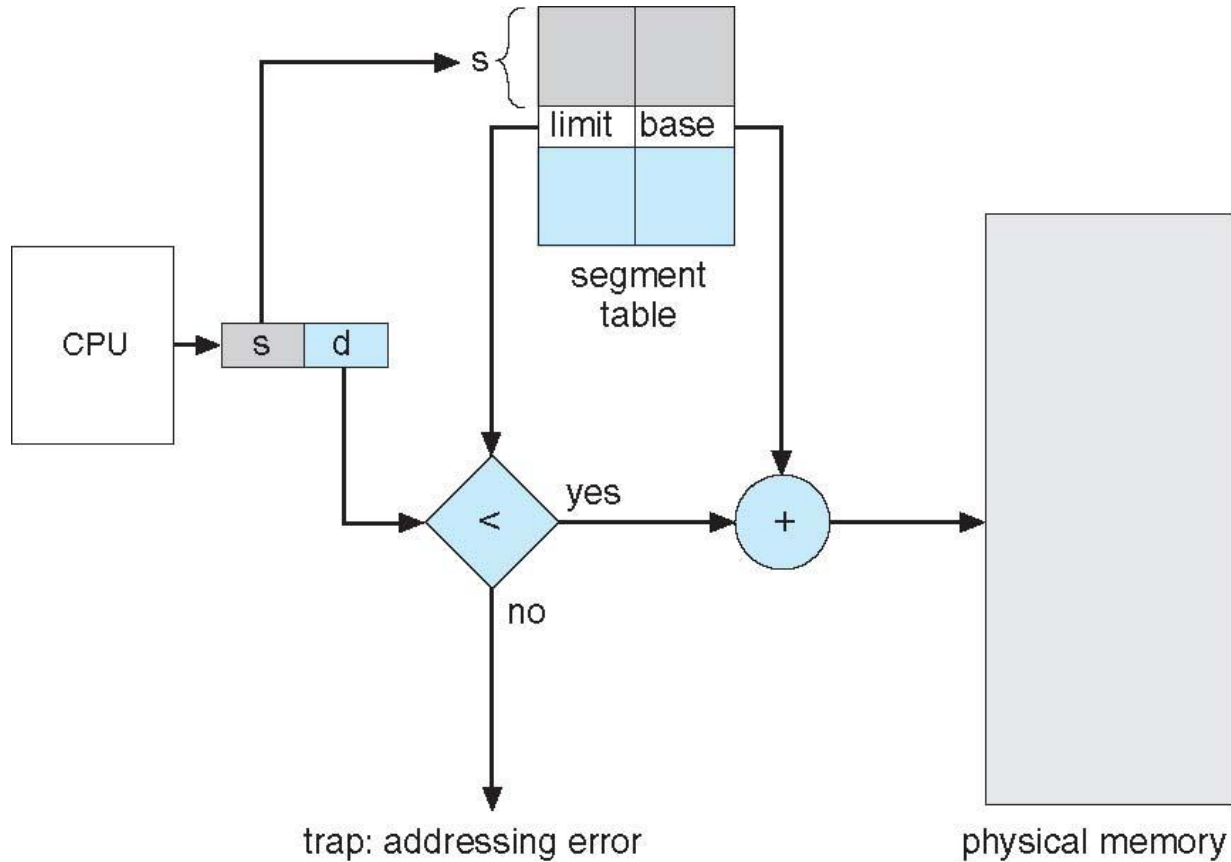 s
limit base
segment
table
CPU
s d
<
yes
+
no
trap: addressing error
physical memory